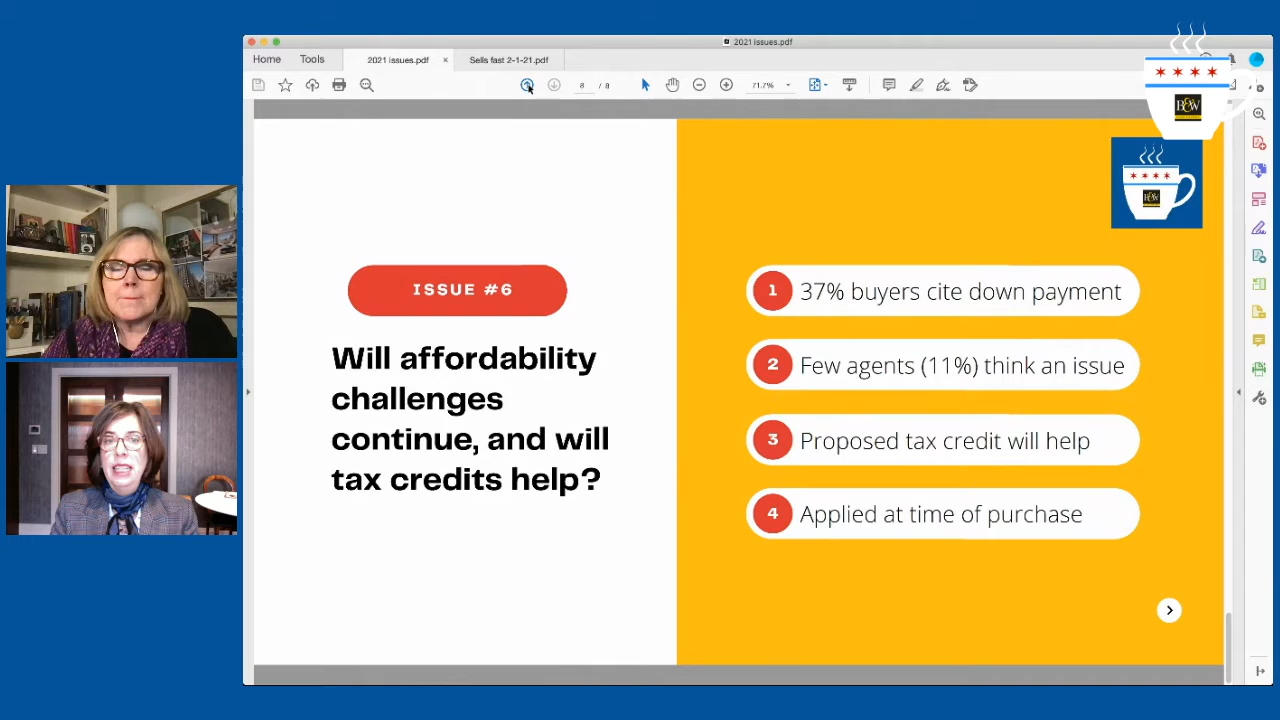 2021 issues.pdf
Home
Tools
2021 issues.pdf
×
Sells fast 2-1-21.pdf
8 / 8
71.7%
B&W
B&W
ISSUE #6
Will affordability
challenges
continue, and will
tax credits help?
1 37% buyers cite down payment
2 Few agents (11%) think an issue
3 Proposed tax credit will help
4 Applied at time of purchase